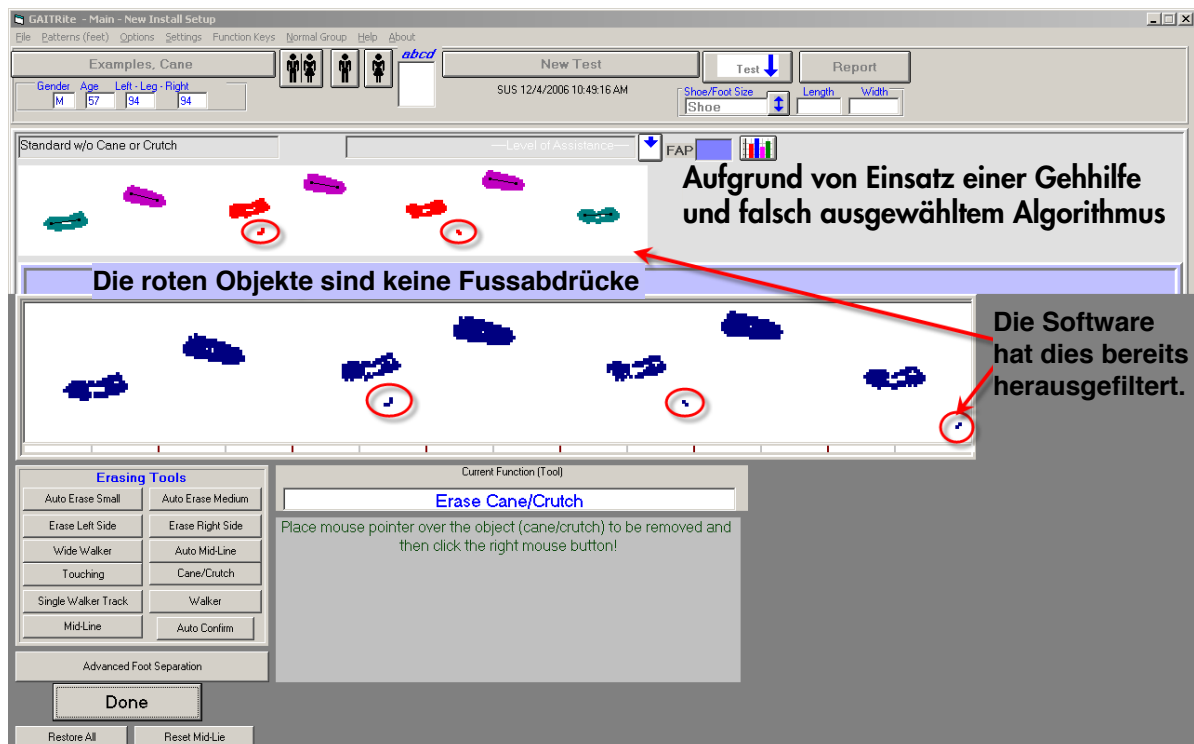 GAITRite - Main - New Install Setup
File Patterns (feet) Options Settings Function Keys Normal Group Help About
Examples, Cane
abcd
New Test
Test
Report
Gender Age Left - Leg - Right
M 57 94 94
SUS 12/4/2006 10:49:16 AM
Shoe/Foot Size Length Width
Shoe
Standard w/o Cane or Crutch
—Level of Assistance—
FAP
Aufgrund von Einsatz einer Gehhilfe
und falsch ausgewähltem Algorithmus
Die roten Objekte sind keine Fussabdrücke
Die Software
hat dies bereits
herausgefiltert.
Erasing Tools
Auto Erase Small Auto Erase Medium
Erase Left Side Erase Right Side
Wide Walker Auto Mid-Line
Touching Cane/Crutch
Single Walker Track Walker
Mid-Line Auto Confirm
Advanced Foot Separation
Done
Restore All Reset Mid-Lie
Current Function (Tool)
Erase Cane/Crutch
Place mouse pointer over the object (cane/crutch) to be removed and
then click the right mouse button!